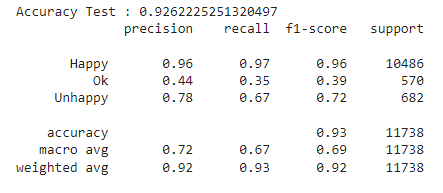 Accuracy Test : 0.9262225251320497
precision recall f1-score support
Happy 0.96 0.97 0.96 10486
Ok 0.44 0.35 0.39 570
Unhappy 0.78 0.67 0.72 682
accuracy 0.93 11738
macro avg 0.72 0.67 0.69 11738
weighted avg 0.92 0.93 0.92 11738